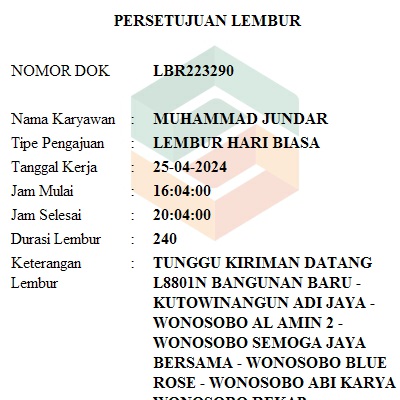 PERSETUJUAN LEMBUR
NOMOR DOK LBR223290
Nama Karyawan : MUHAMMAD JUNDAR
Tipe Pengajuan : LEMBUR HARI BIASA
Tanggal Kerja : 25-04-2024
Jam Mulai : 16:04:00
Jam Selesai : 20:04:00
Durasi Lembur : 240
Keterangan : TUNGGU KIRIMAN DATANG
Lembur L8801N BANGUNAN BARU -
KUTOWINANGUN ADI JAYA -
WONOSOBO AL AMIN 2 -
WONOSOBO SEMOGA JAYA
BERSAMA - WONOSOBO BLUE
ROSE - WONOSOBO ABI KARYA
WONOSOBO BEKAP